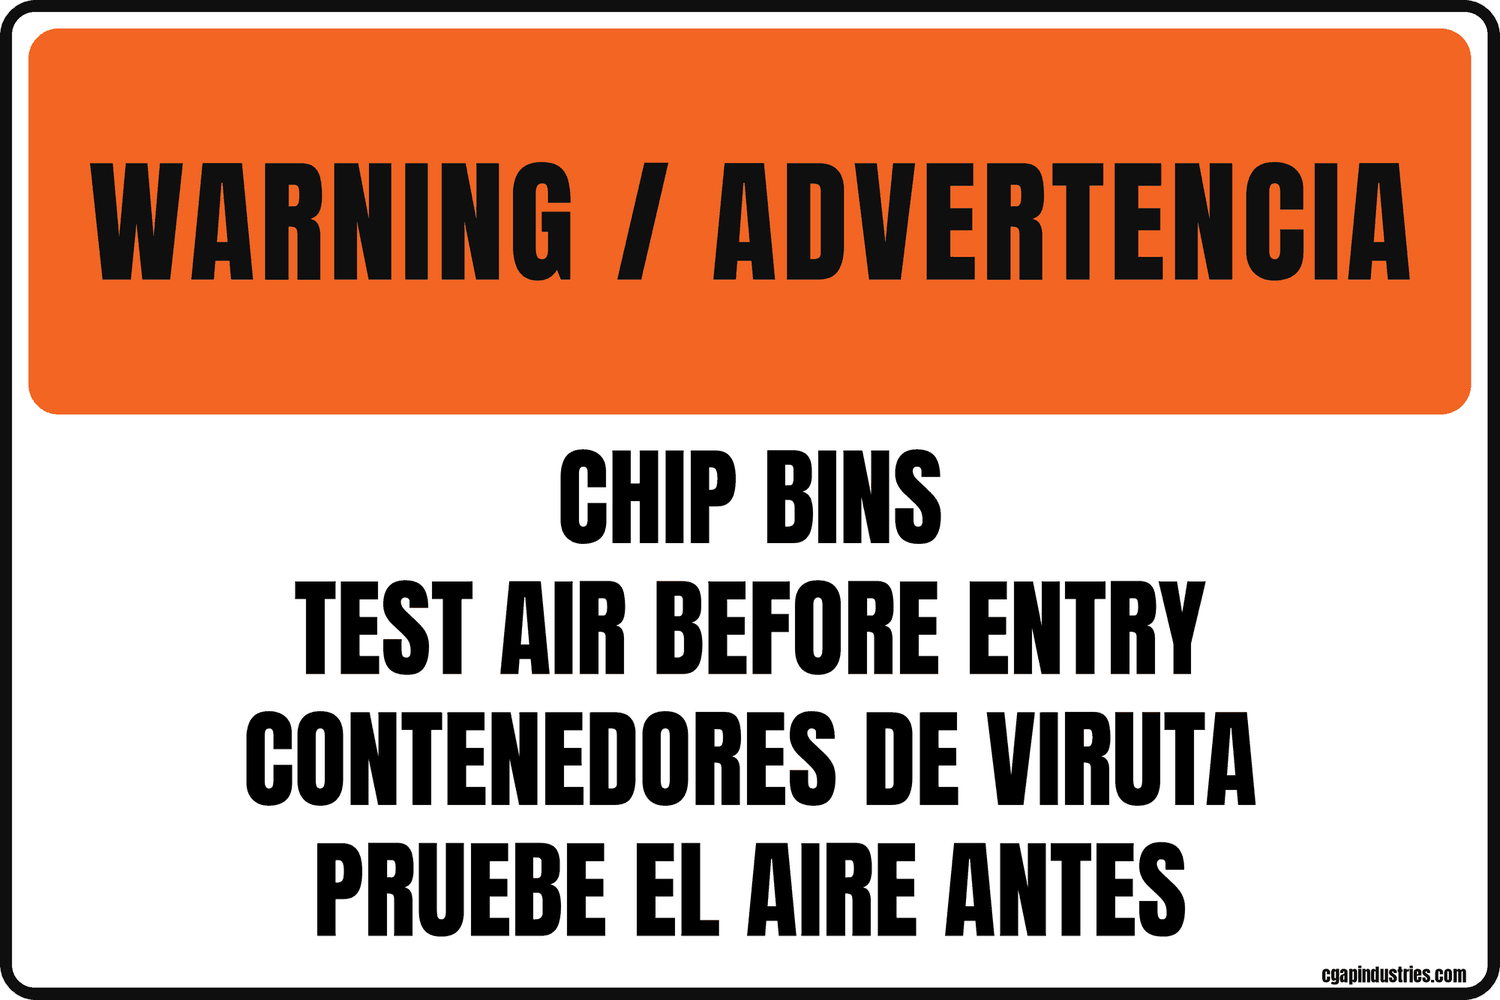 WARNING / ADVERTENCIA
CHIP BINS
TEST AIR BEFORE ENTRY
CONTENEDORES DE VIRUTA
PRUEBE EL AIRE ANTES
cgapindustries.com